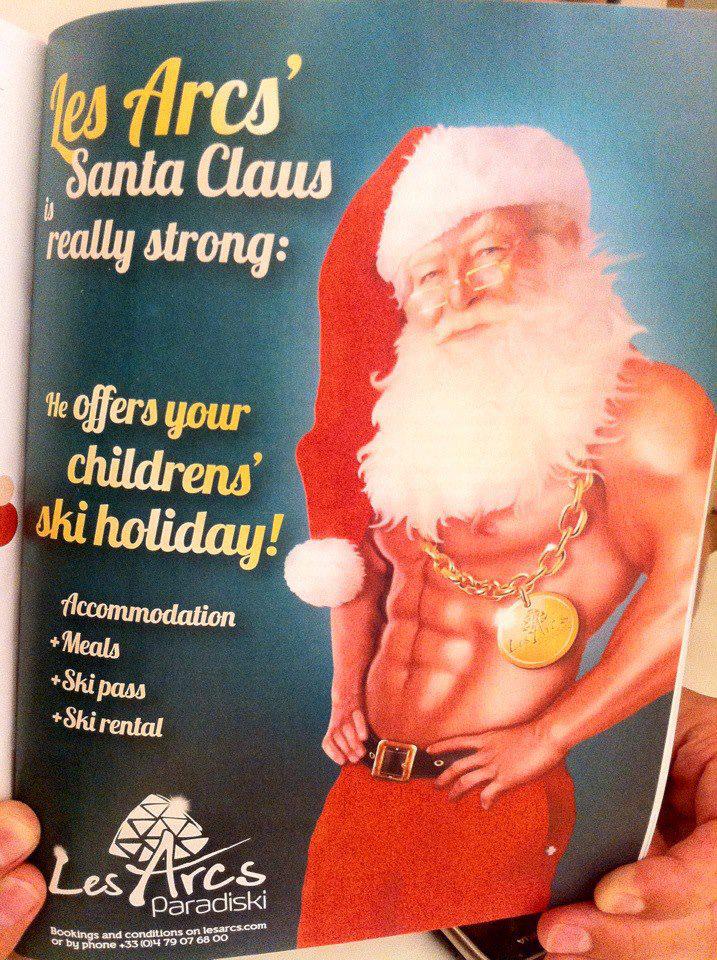 Les Arcs'
Santa Claus
is
really strong:
He offers your
childrens'
ski holiday!
Accommodation
+Meals
+Ski pass
+Ski rental
LES ARCS
Les Arcs
Paradiski
Bookings and conditions on lesarcs.com
or by phone +33 (0)4 79 07 68 00